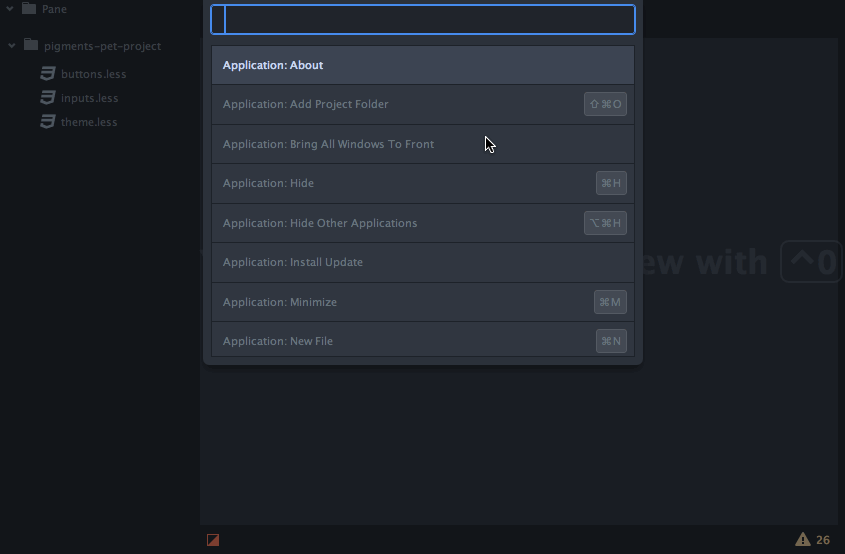 Pane
pigments-pet-project
buttons.less
inputs.less
theme.less
Application: About
Application: Add Project Folder ⇧⌘O
Application: Bring All Windows To Front
Application: Hide ⌘H
Application: Hide Other Applications ⌥⌘H
Application: Install Update
Application: Minimize ⌘M
Application: New File ⌘N
with ^0
26